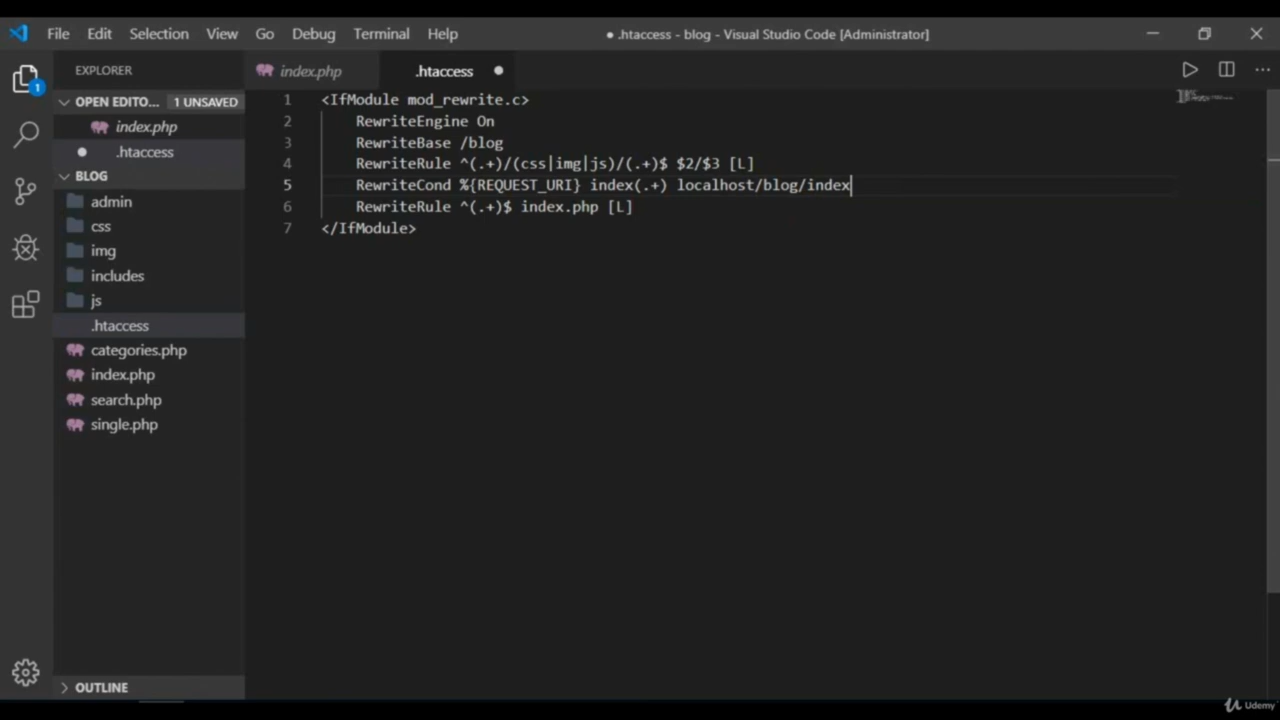 File Edit Selection View Go Debug Terminal Help
● .htaccess - blog - Visual Studio Code [Administrator]
EXPLORER
index.php
.htaccess
OPEN EDITO... 1 UNSAVED
index.php
.htaccess
BLOG
admin
css
img
includes
js
.htaccess
categories.php
index.php
search.php
single.php
OUTLINE
1
1 <IfModule mod_rewrite.c>
2 RewriteEngine On
3 RewriteBase /blog
4 RewriteRule ^(.+)/(css|img|js)/(.+)$ $2/$3 [L]
5 RewriteCond %{REQUEST_URI} index(.+) localhost/blog/index
6 RewriteRule ^(.+)$ index.php [L]
7 </IfModule>
Udemy